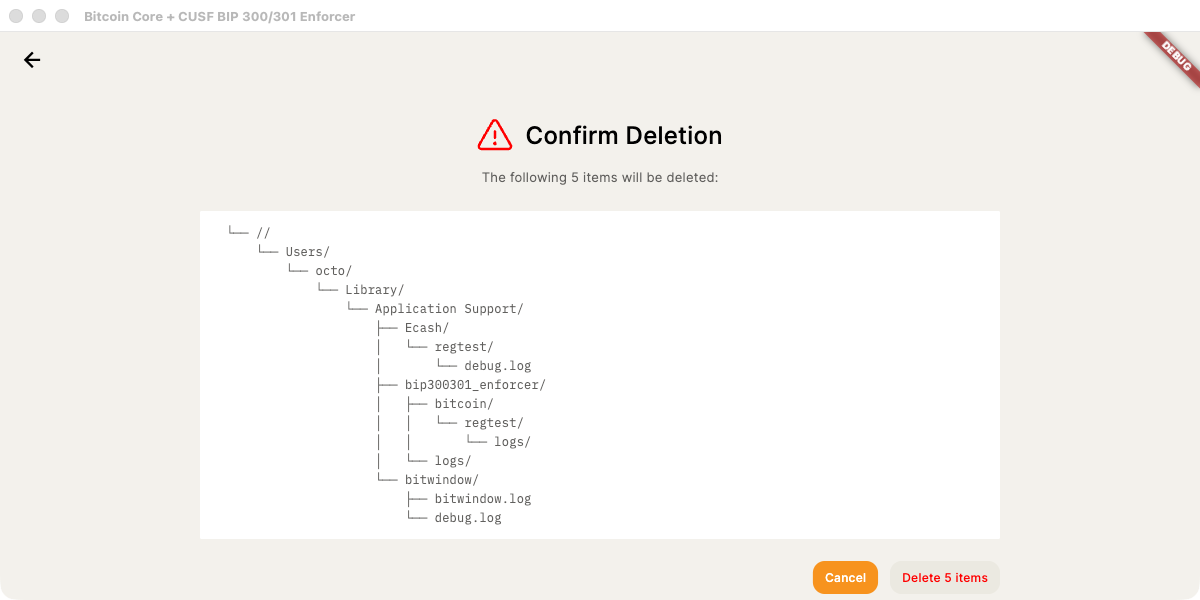 Bitcoin Core + CUSF BIP 300/301 Enforcer
DEBUG
Confirm Deletion
The following 5 items will be deleted:
└── //
    └── Users/
        └── octo/
            └── Library/
                └── Application Support/
                    ├── Ecash/
                    │   └── regtest/
                    │       └── debug.log
                    ├── bip300301_enforcer/
                    │   ├── bitcoin/
                    │   │   └── regtest/
                    │   │       └── logs/
                    │   └── logs/
                    └── bitwindow/
                        ├── bitwindow.log
                        └── debug.log
Cancel
Delete 5 items